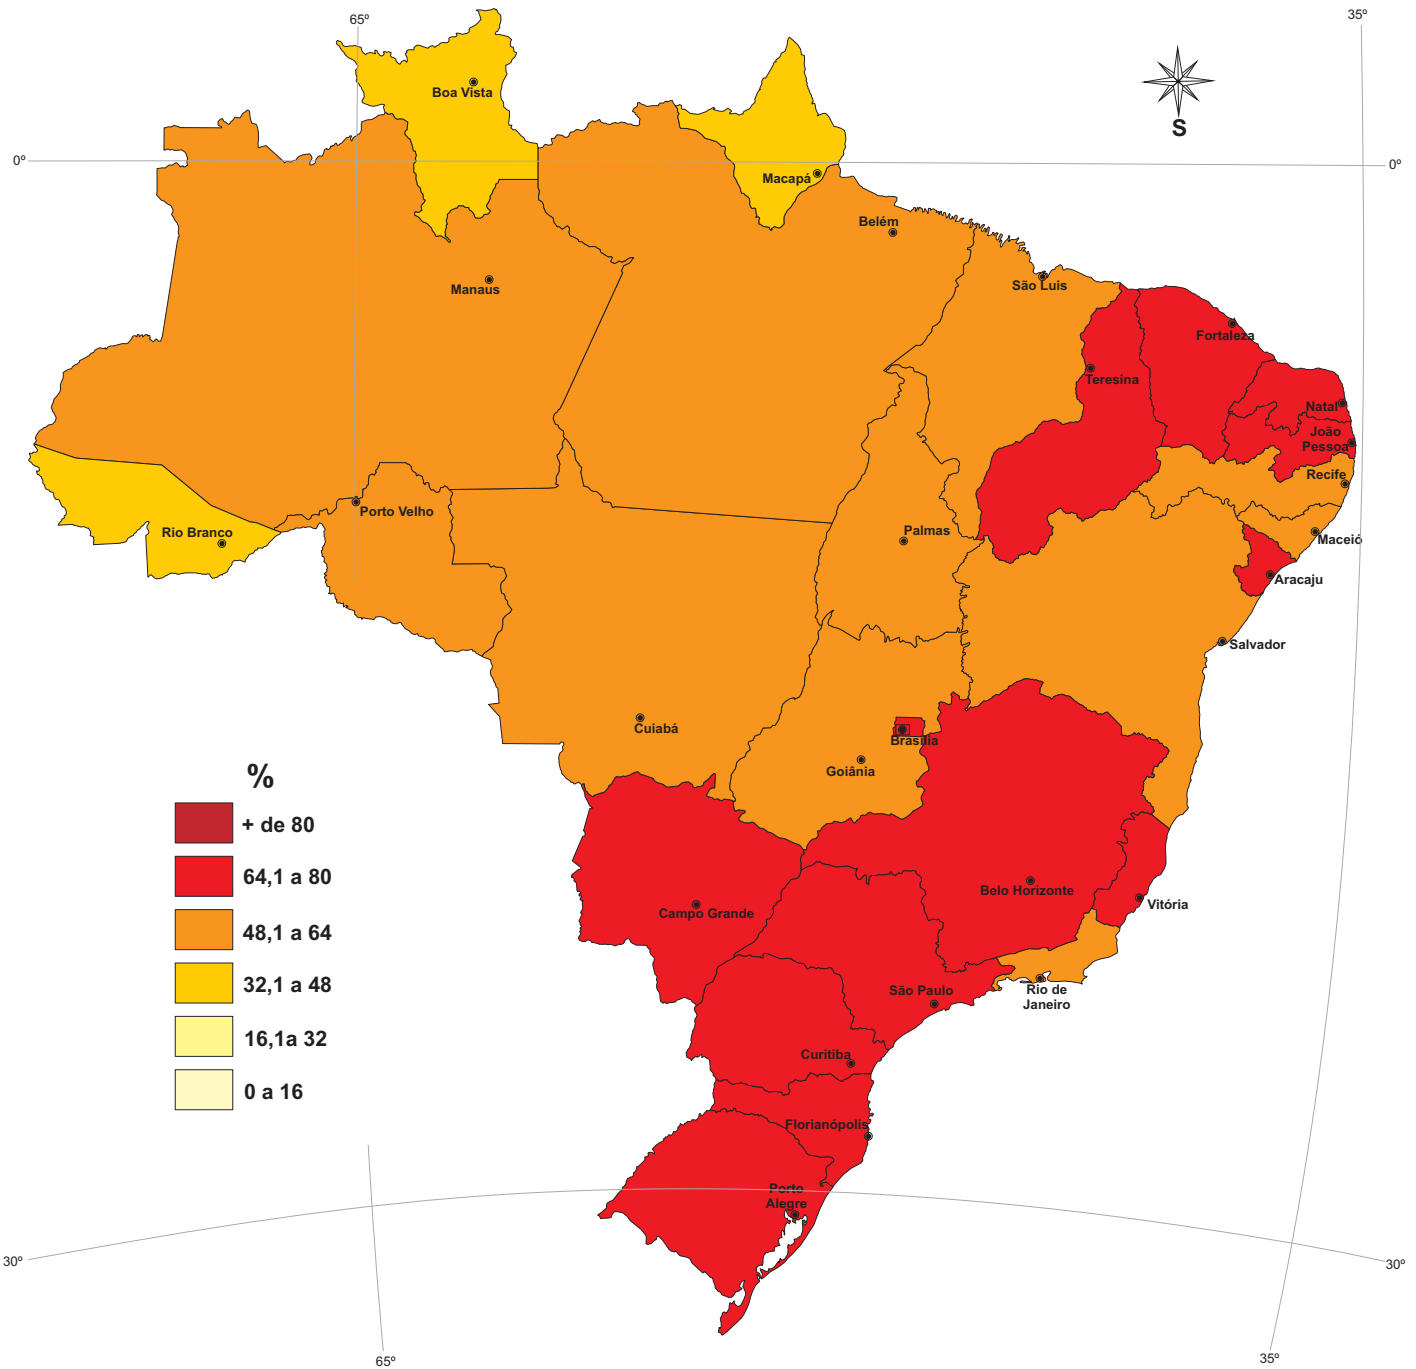 65º
35º
Boa Vista
S
0º
0º
Macapá
Belém
Manaus
São Luis
Fortaleza
Teresina
Natal
João
Pessoa
Recife
Porto Velho
Rio Branco
Palmas
Maceió
Aracaju
Salvador
Cuiabá
Brasília
Goiânia
%
+ de 80
64,1 a 80
48,1 a 64
32,1 a 48
16,1a 32
0 a 16
Belo Horizonte
Vitória
Campo Grande
São Paulo
Rio de
Janeiro
Curitiba
Florianópolis
Porto
Alegre
30º
30º
65º
35º